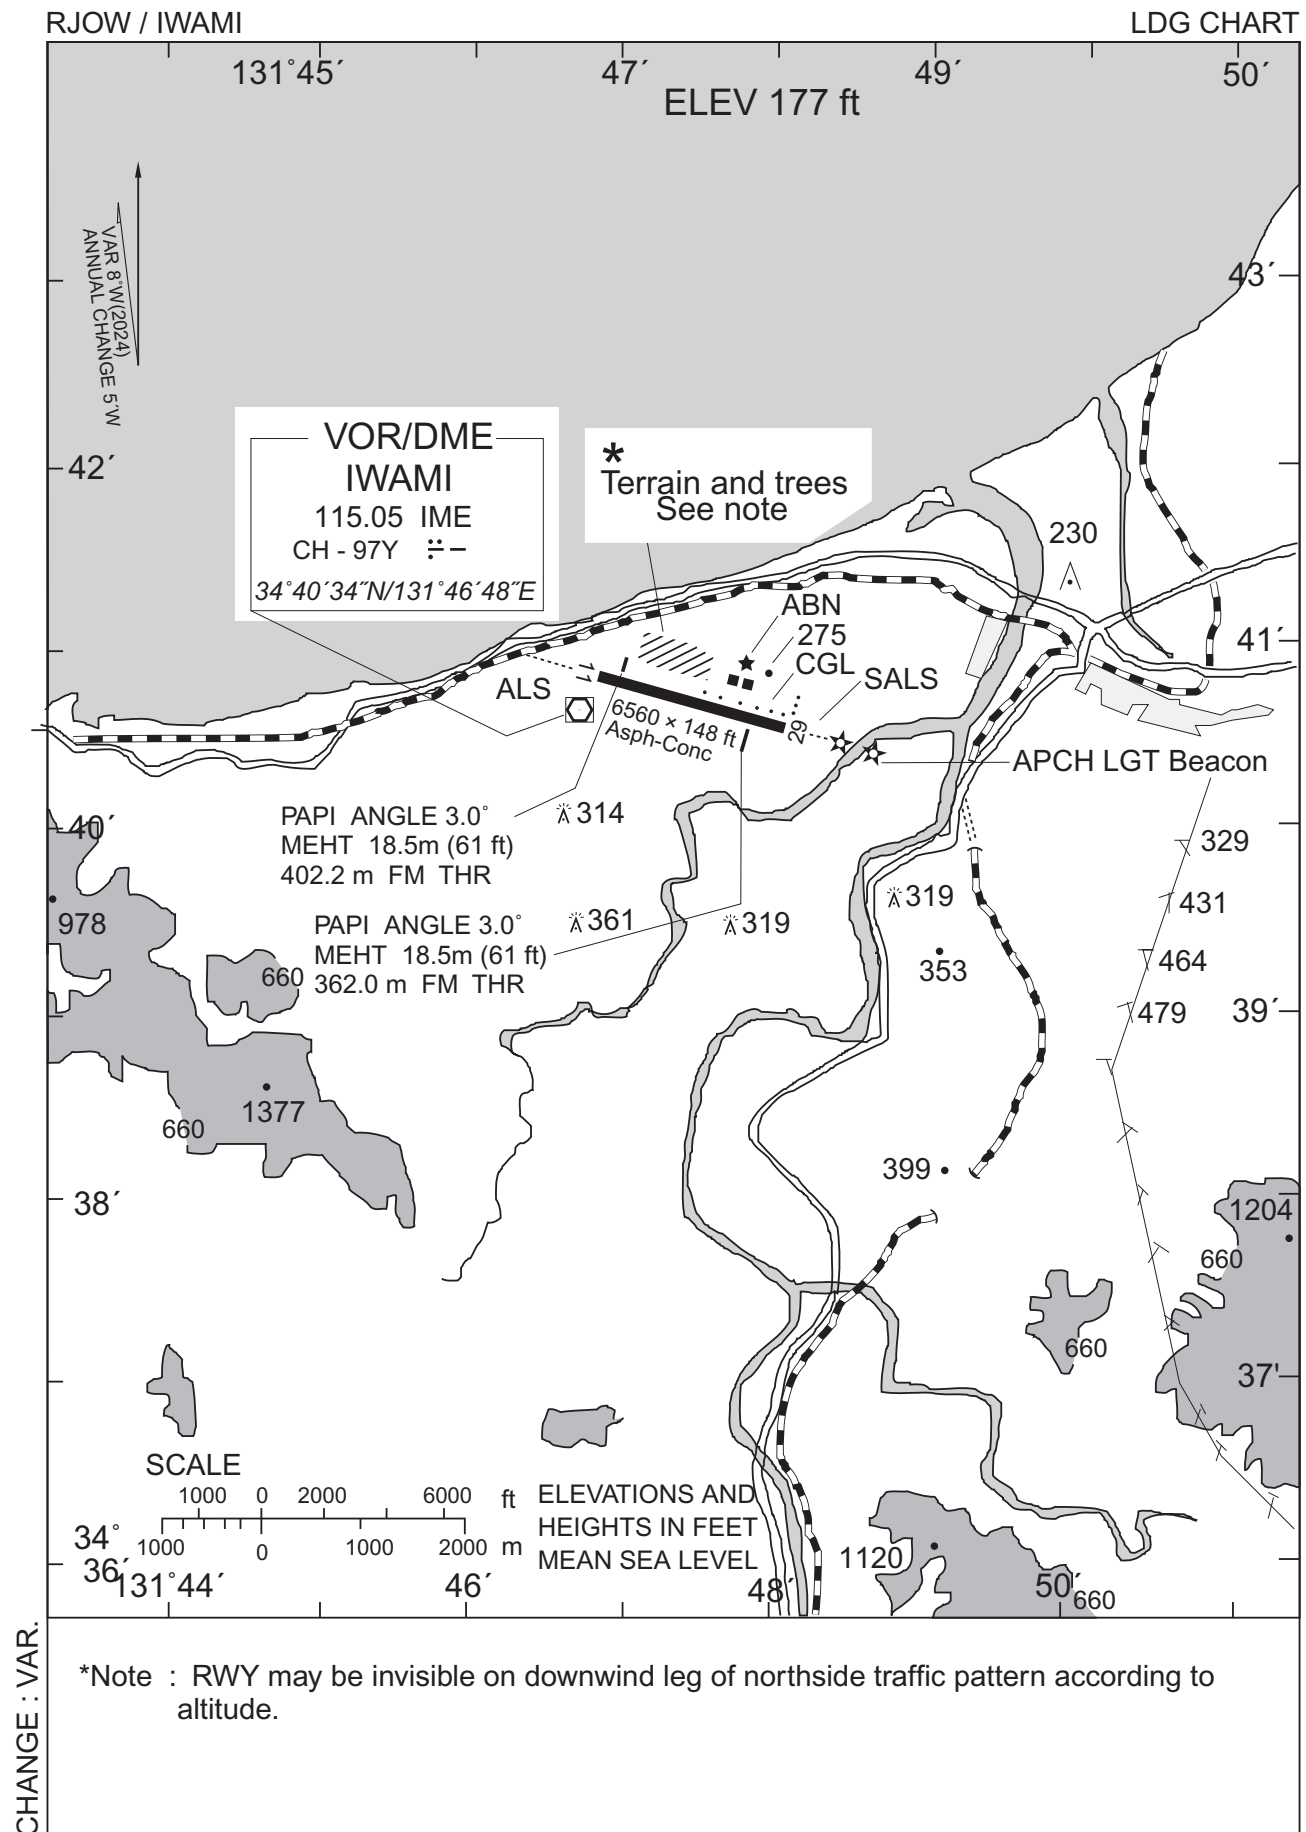 RJOW / IWAMI
LDG CHART
131°45´
47´
49´
50´
ELEV 177 ft
VAR 8°W(2024)
ANNUAL CHANGE 5´W
43´
VOR/DME
IWAMI
115.05 IME
CH - 97Y
34°40´34˝N/131°46´48˝E
*
Terrain and trees
See note
42´
230
ABN
275
CGL
SALS
41´
ALS
11
29
6560 × 148 ft
Asph-Conc
APCH LGT Beacon
PAPI ANGLE 3.0°
MEHT 18.5m (61 ft)
402.2 m FM THR
314
40´
329
978
PAPI ANGLE 3.0°
MEHT 18.5m (61 ft)
362.0 m FM THR
361
319
319
431
353
464
660
479
39´
1377
660
399
38´
1204
660
660
37'
SCALE
1000 0 2000 6000 ft
1000 0 1000 2000 m
ELEVATIONS AND
HEIGHTS IN FEET
MEAN SEA LEVEL
34°
36´
1120
131°44´
46´
48´
50´
660
CHANGE : VAR.
*Note : RWY may be invisible on downwind leg of northside traffic pattern according to
altitude.